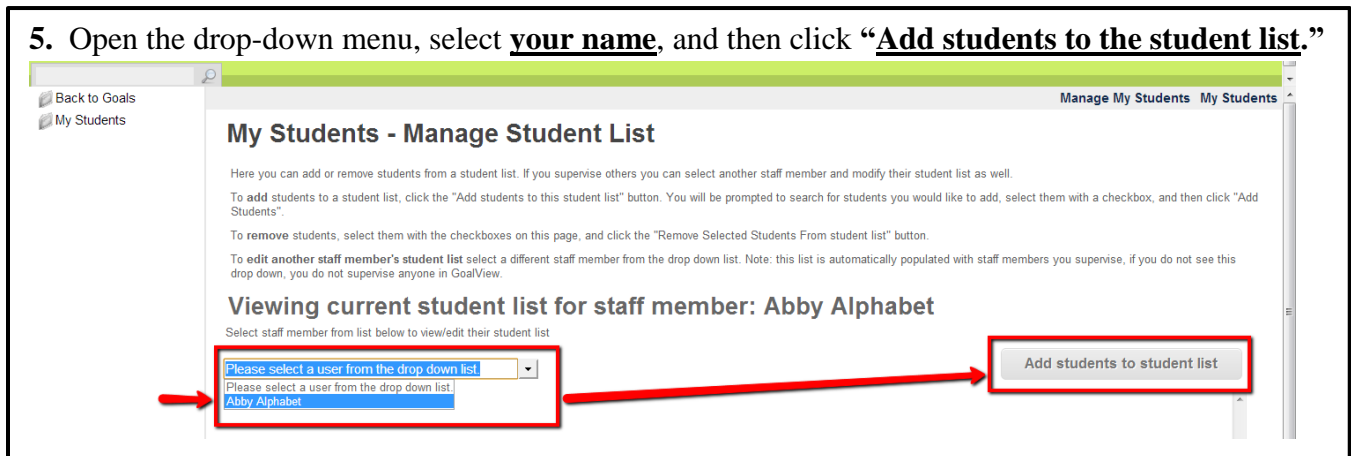 5. Open the drop-down menu, select your name, and then click “Add students to the student list.”
Back to Goals
My Students
Manage My Students My Students
My Students - Manage Student List
Here you can add or remove students from a student list. If you supervise others you can select another staff member and modify their student list as well.
To add students to a student list, click the "Add students to this student list" button. You will be prompted to search for students you would like to add, select them with a checkbox, and then click "Add
Students".
To remove students, select them with the checkboxes on this page, and click the "Remove Selected Students From student list" button.
To edit another staff member's student list select a different staff member from the drop down list. Note: this list is automatically populated with staff members you supervise, if you do not see this
drop down, you do not supervise anyone in GoalView.
Viewing current student list for staff member: Abby Alphabet
Select staff member from list below to view/edit their student list
Please select a user from the drop down list.
Please select a user from the drop down list.
Abby Alphabet
Add students to student list